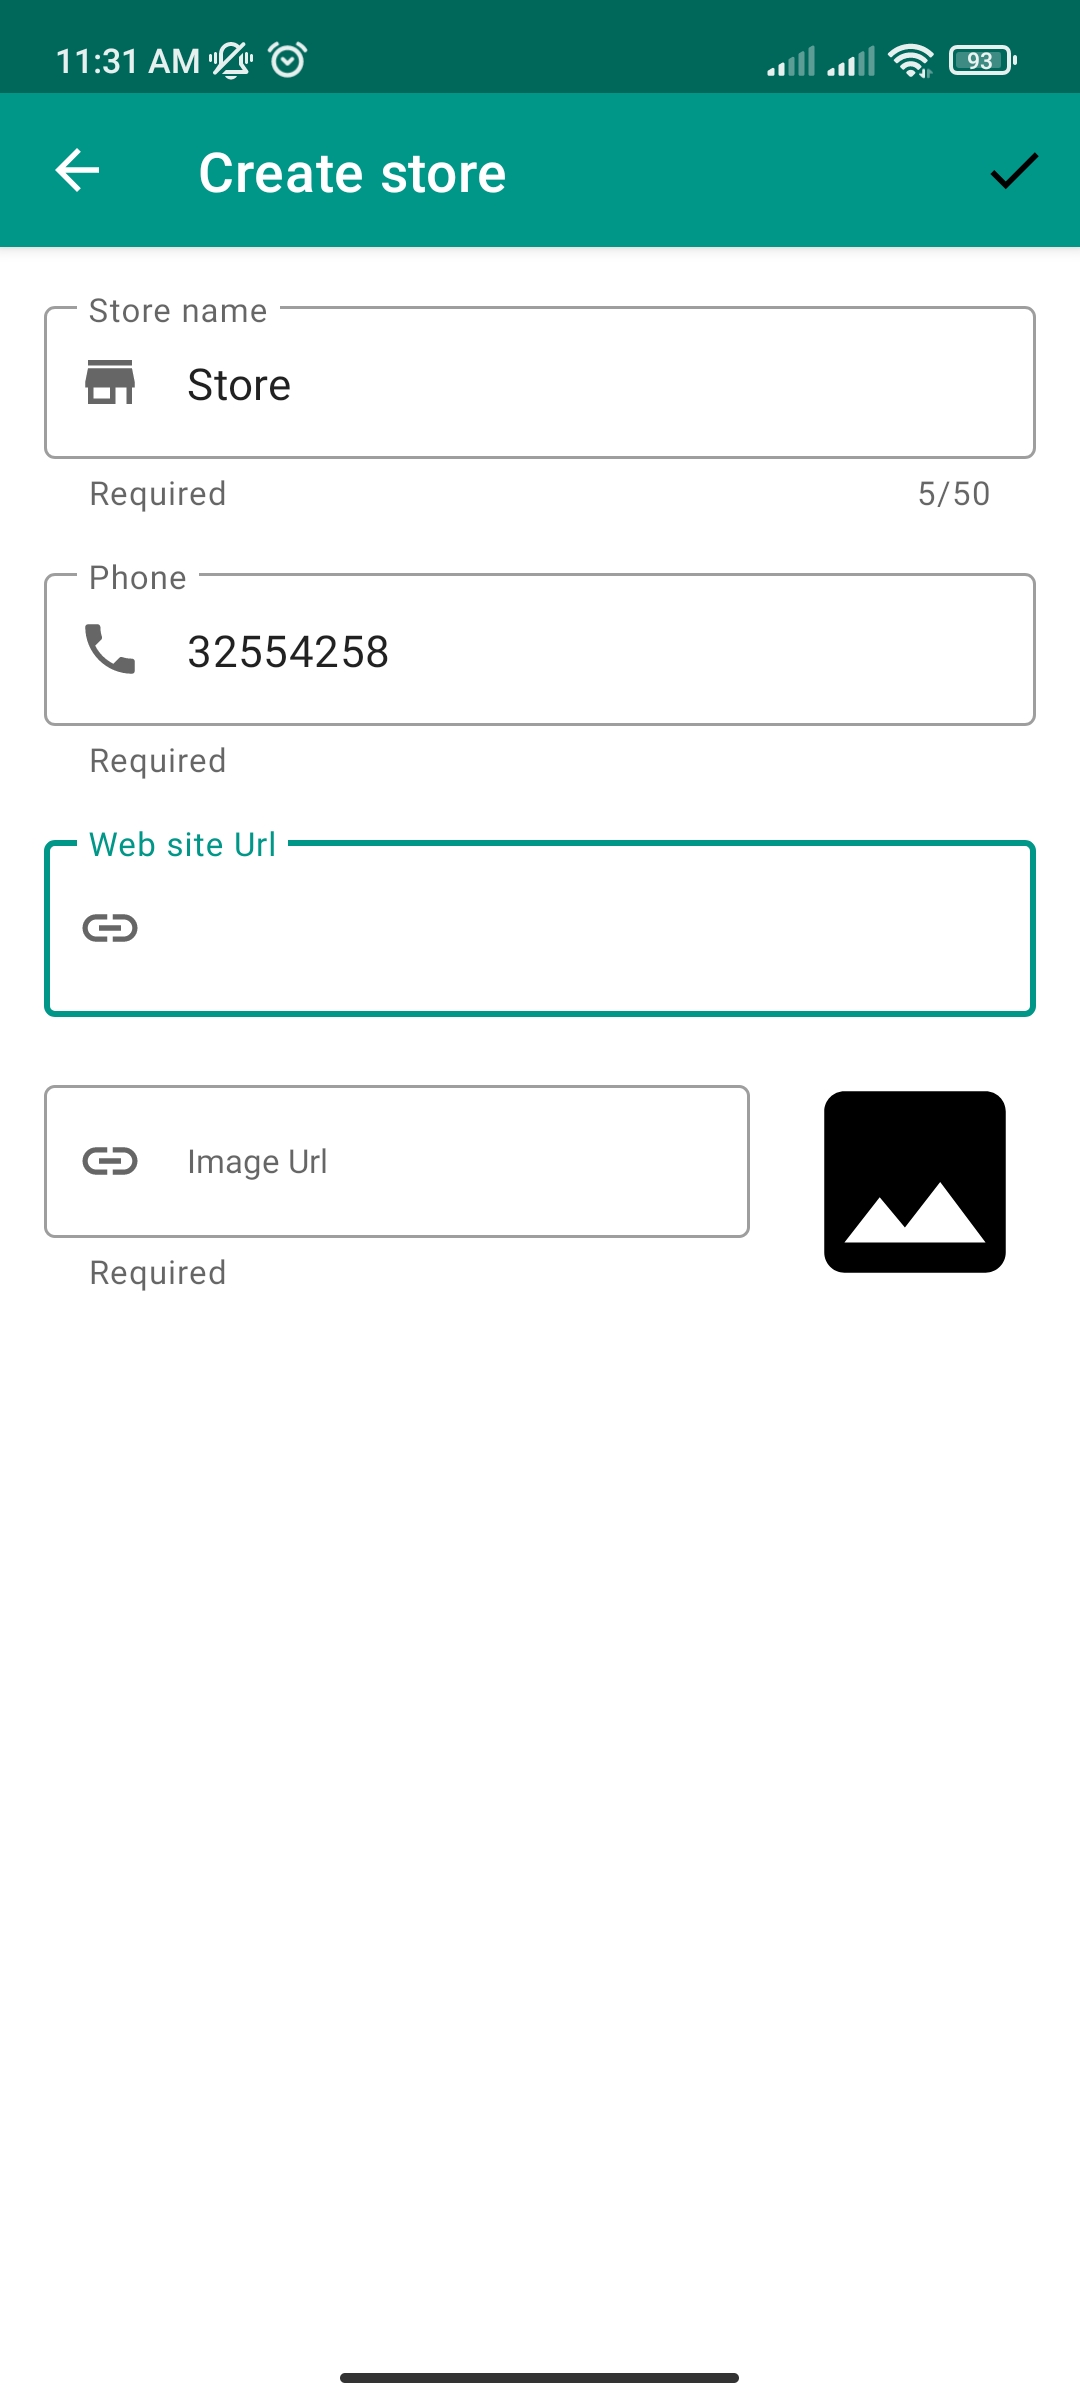 11:31 AM 93
Create store
Store name
Store
Required 5/50
Phone
32554258
Required
Web site Url
Image Url
Required